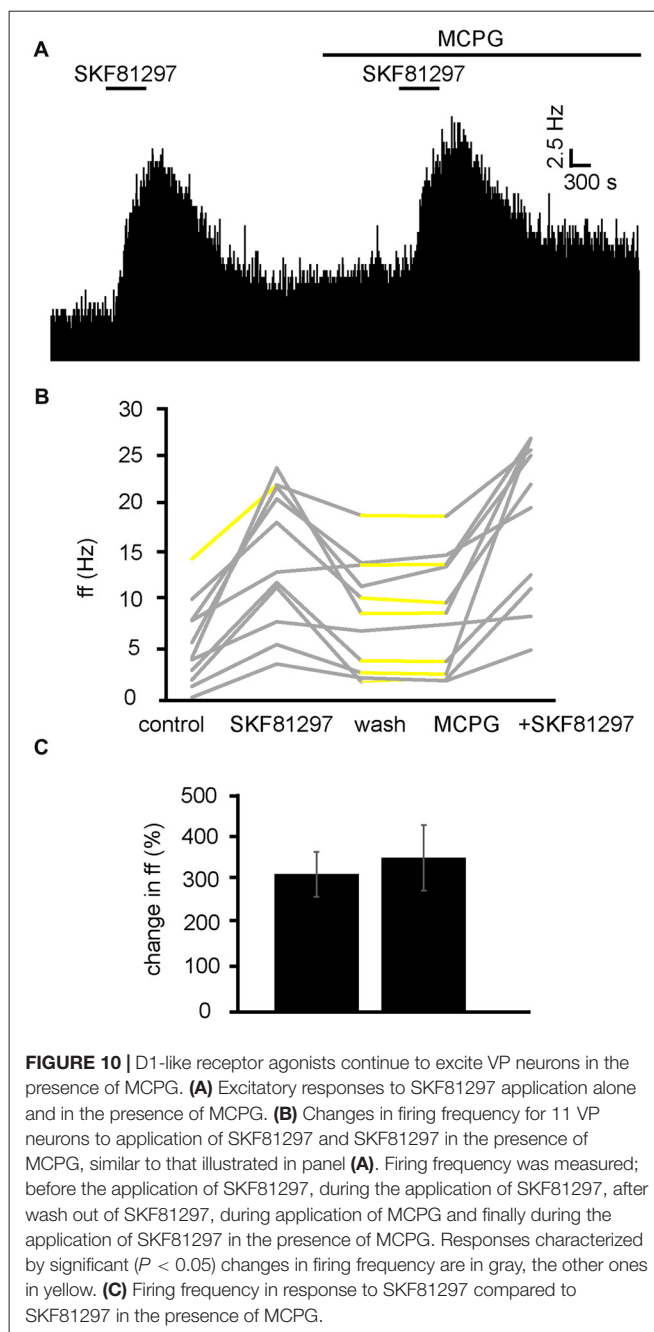 A
MCPG
SKF81297
SKF81297
2.5 Hz
300 s
B
30
25
20
15
10
5
0
ff (Hz)
control SKF81297 wash MCPG +SKF81297
C
500
400
300
200
100
0
change in ff (%)
FIGURE 10 | D1-like receptor agonists continue to excite VP neurons in the
presence of MCPG. (A) Excitatory responses to SKF81297 application alone
and in the presence of MCPG. (B) Changes in firing frequency for 11 VP
neurons to application of SKF81297 and SKF81297 in the presence of
MCPG, similar to that illustrated in panel (A). Firing frequency was measured;
before the application of SKF81297, during the application of SKF81297, after
wash out of SKF81297, during application of MCPG and finally during the
application of SKF81297 in the presence of MCPG. Responses characterized
by significant (P < 0.05) changes in firing frequency are in gray, the other ones
in yellow. (C) Firing frequency in response to SKF81297 compared to
SKF81297 in the presence of MCPG.